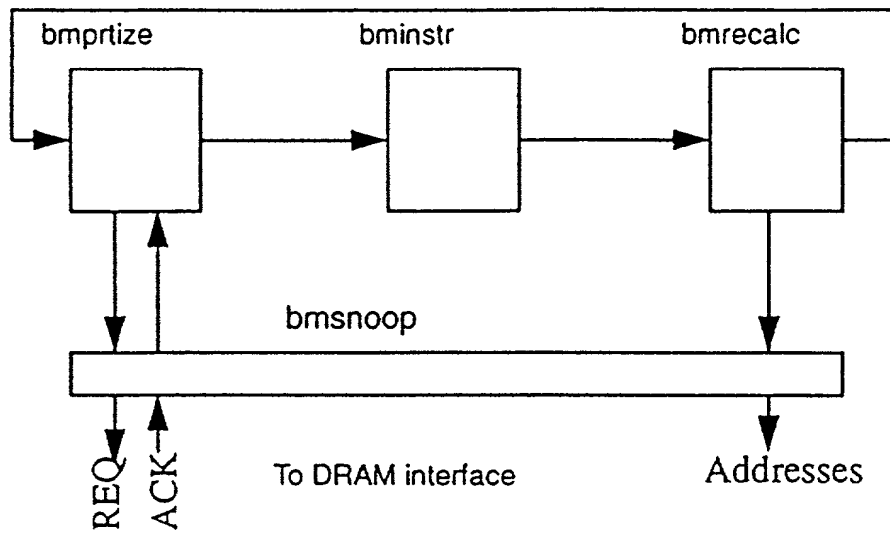 bmprtize
bminstr
bmrecalc
bmsnoop
REQ
ACK
To DRAM interface
Addresses